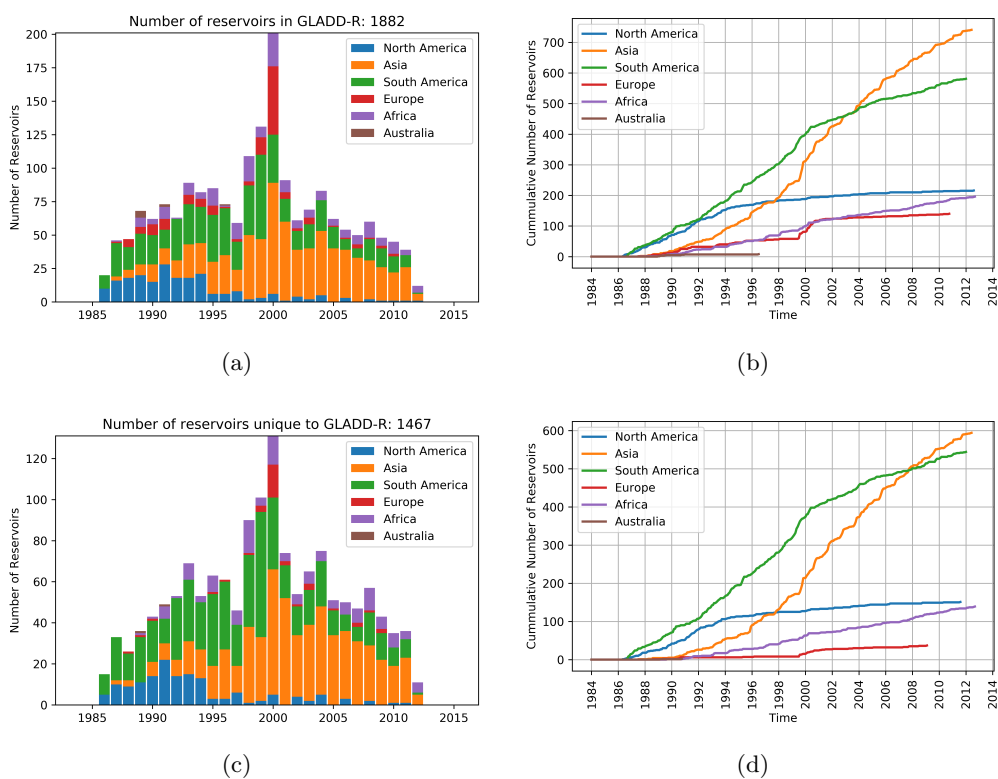 Number of reservoirs in GLADD-R: 1882
Number of Reservoirs
200
175
150
125
100
75
50
25
0
North America
Asia
South America
Europe
Africa
Australia
1985
1990
1995
2000
2005
2010
2015
(a)
Cummulative Number of Reservoirs
700
600
500
400
300
200
100
0
North America
Asia
South America
Europe
Africa
Australia
1984
1986
1988
1990
1992
1994
1996
1998
2000
2002
2004
2006
2008
2010
2012
2014
Time
(b)
Number of reservoirs unique to GLADD-R: 1467
Number of Reservoirs
120
100
80
60
40
20
0
North America
Asia
South America
Europe
Africa
Australia
1985
1990
1995
2000
2005
2010
2015
(c)
Cummulative Number of Reservoirs
600
500
400
300
200
100
0
North America
Asia
South America
Europe
Africa
Australia
1984
1986
1988
1990
1992
1994
1996
1998
2000
2002
2004
2006
2008
2010
2012
2014
Time
(d)